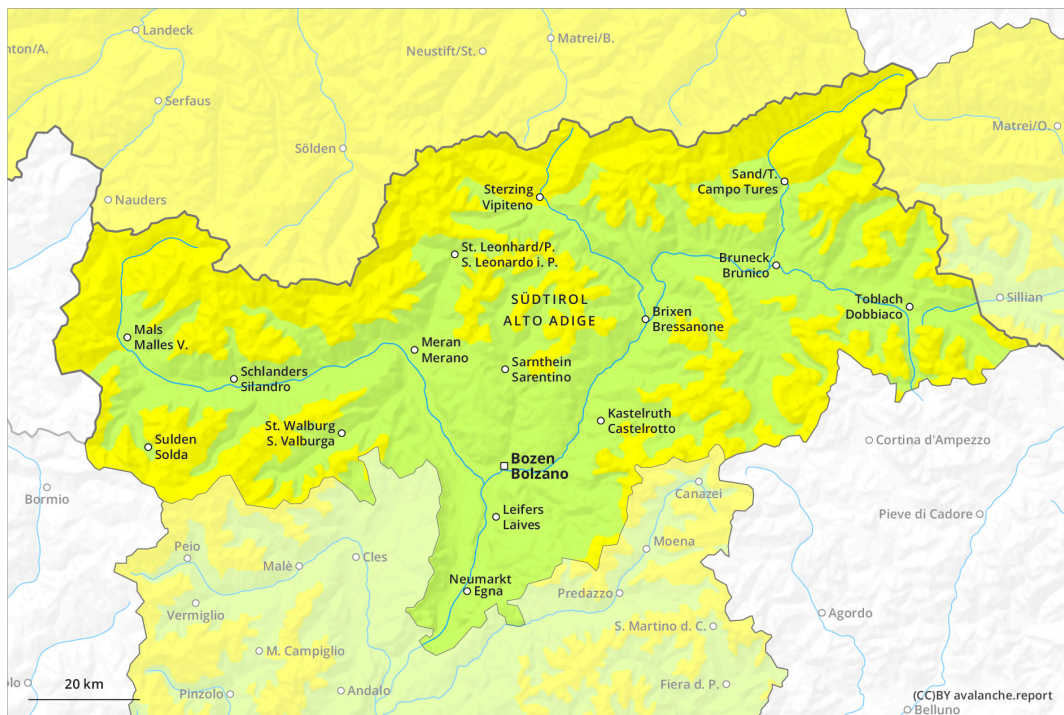 Landeck
nton/A.
Neustift/St.
Matrei/B.
Serfaus
Matrei/O.
Sölden
Nauders
Sterzing
Vipiteno
Sand/T.
Campo Tures
St. Leonhard/P.
S. Leonardo i. P.
Bruneck
Brunico
SÜDTIROL
ALTO ADIGE
Toblach
Dobbiaco
Sillian
Brixen
Bressanone
Mals
Malles V.
Meran
Merano
Schlanders
Silandro
Sarnthein
Sarentino
Kastelruth
Castelrotto
St. Walburg
S. Valburga
Sulden
Solda
Cortina d'Ampezzo
Bozen
Bolzano
Bormio
Canazei
Leifers
Laives
Pieve di Cadore
Peio
Malè
Cles
Moena
Neumarkt
Egna
Vermiglio
Predazzo
Agordo
S. Martino d. C.
M. Campiglio
olo
20 km
Pinzolo
Andalo
Fiera d. P.
(CC)BY avalanche.report
Belluno